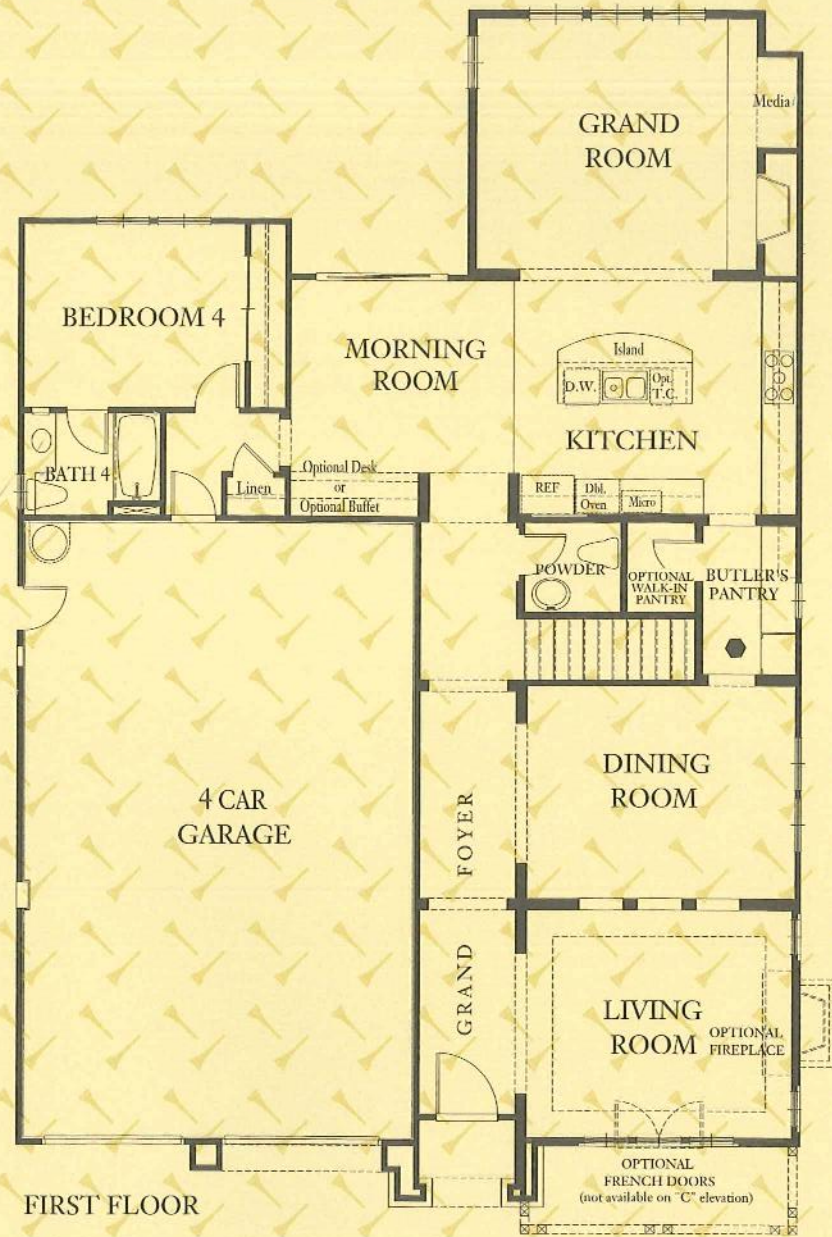 GRAND
ROOM
Media
BEDROOM 4
MORNING
ROOM
Island
D.W.
Opt.
T.C.
KITCHEN
BATH 4
Linen
Optional Desk
or
Optional Buffet
REF
Dbl.
Oven
Micro
POWDER
OPTIONAL
WALK-IN
PANTRY
BUTLER'S
PANTRY
4 CAR
GARAGE
GRAND FOYER
DINING
ROOM
LIVING
ROOM
OPTIONAL
FIREPLACE
OPTIONAL
FRENCH DOORS
(not available on "C" elevation)
FIRST FLOOR